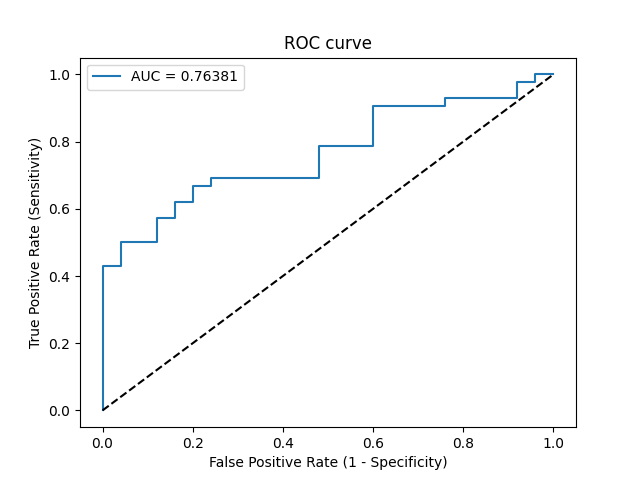 ROC curve
AUC = 0.76381
True Positive Rate (Sensitivity)
1.0
0.8
0.6
0.4
0.2
0.0
0.0 0.2 0.4 0.6 0.8 1.0
False Positive Rate (1 - Specificity)